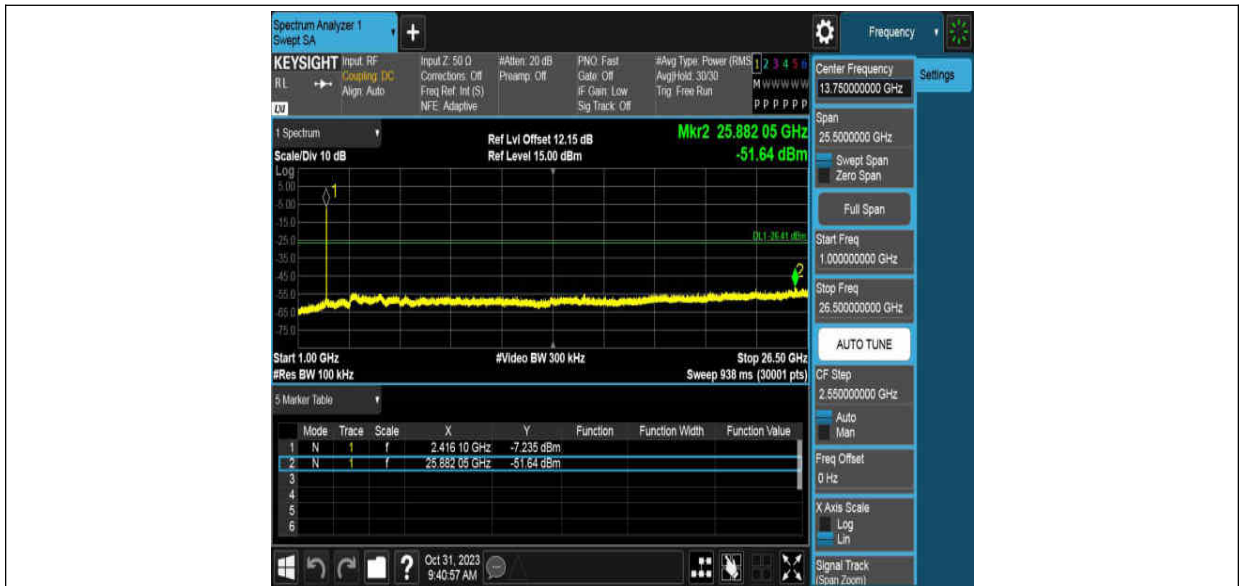 Spectrum Analyzer 1
Swept SA
+
Frequency
KEYSIGHT
RL
LXI
Input: RF
Coupling: DC
Align: Auto
Input Z: 50 Ω
Corrections: Off
Freq Ref: Int (S)
NFE: Adaptive
#Atten: 20 dB
Preamp: Off
PNO: Fast
Gate: Off
IF Gain: Low
Sig Track: Off
#Avg Type: Power (RMS
Avg|Hold: 30/30
Trig: Free Run
1 2 3 4 5 6
M W W W W W
P P P P P P
Center Frequency
13.750000000 GHz
Settings
Span
25.5000000 GHz
Swept Span
Zero Span
Full Span
Start Freq
1.000000000 GHz
Stop Freq
26.500000000 GHz
AUTO TUNE
CF Step
2.550000000 GHz
Auto
Man
Freq Offset
0 Hz
X Axis Scale
Log
Lin
Signal Track
(Span Zoom)
1 Spectrum
Scale/Div 10 dB
Ref Lvl Offset 12.15 dB
Ref Level 15.00 dBm
Mkr2 25.882 05 GHz
-51.64 dBm
Log
5.00
-5.00
-15.0
-25.0
-35.0
-45.0
-55.0
-65.0
-75.0
1
DL1 -26.41 dBm
2
Start 1.00 GHz
#Video BW 300 kHz
Stop 26.50 GHz
#Res BW 100 kHz
Sweep 938 ms (30001 pts)
5 Marker Table
Mode Trace Scale X Y Function Function Width Function Value
1 N 1 f 2.416 10 GHz -7.235 dBm
2 N 1 f 25.882 05 GHz -51.64 dBm
3
4
5
6
?
Oct 31, 2023
9:40:57 AM